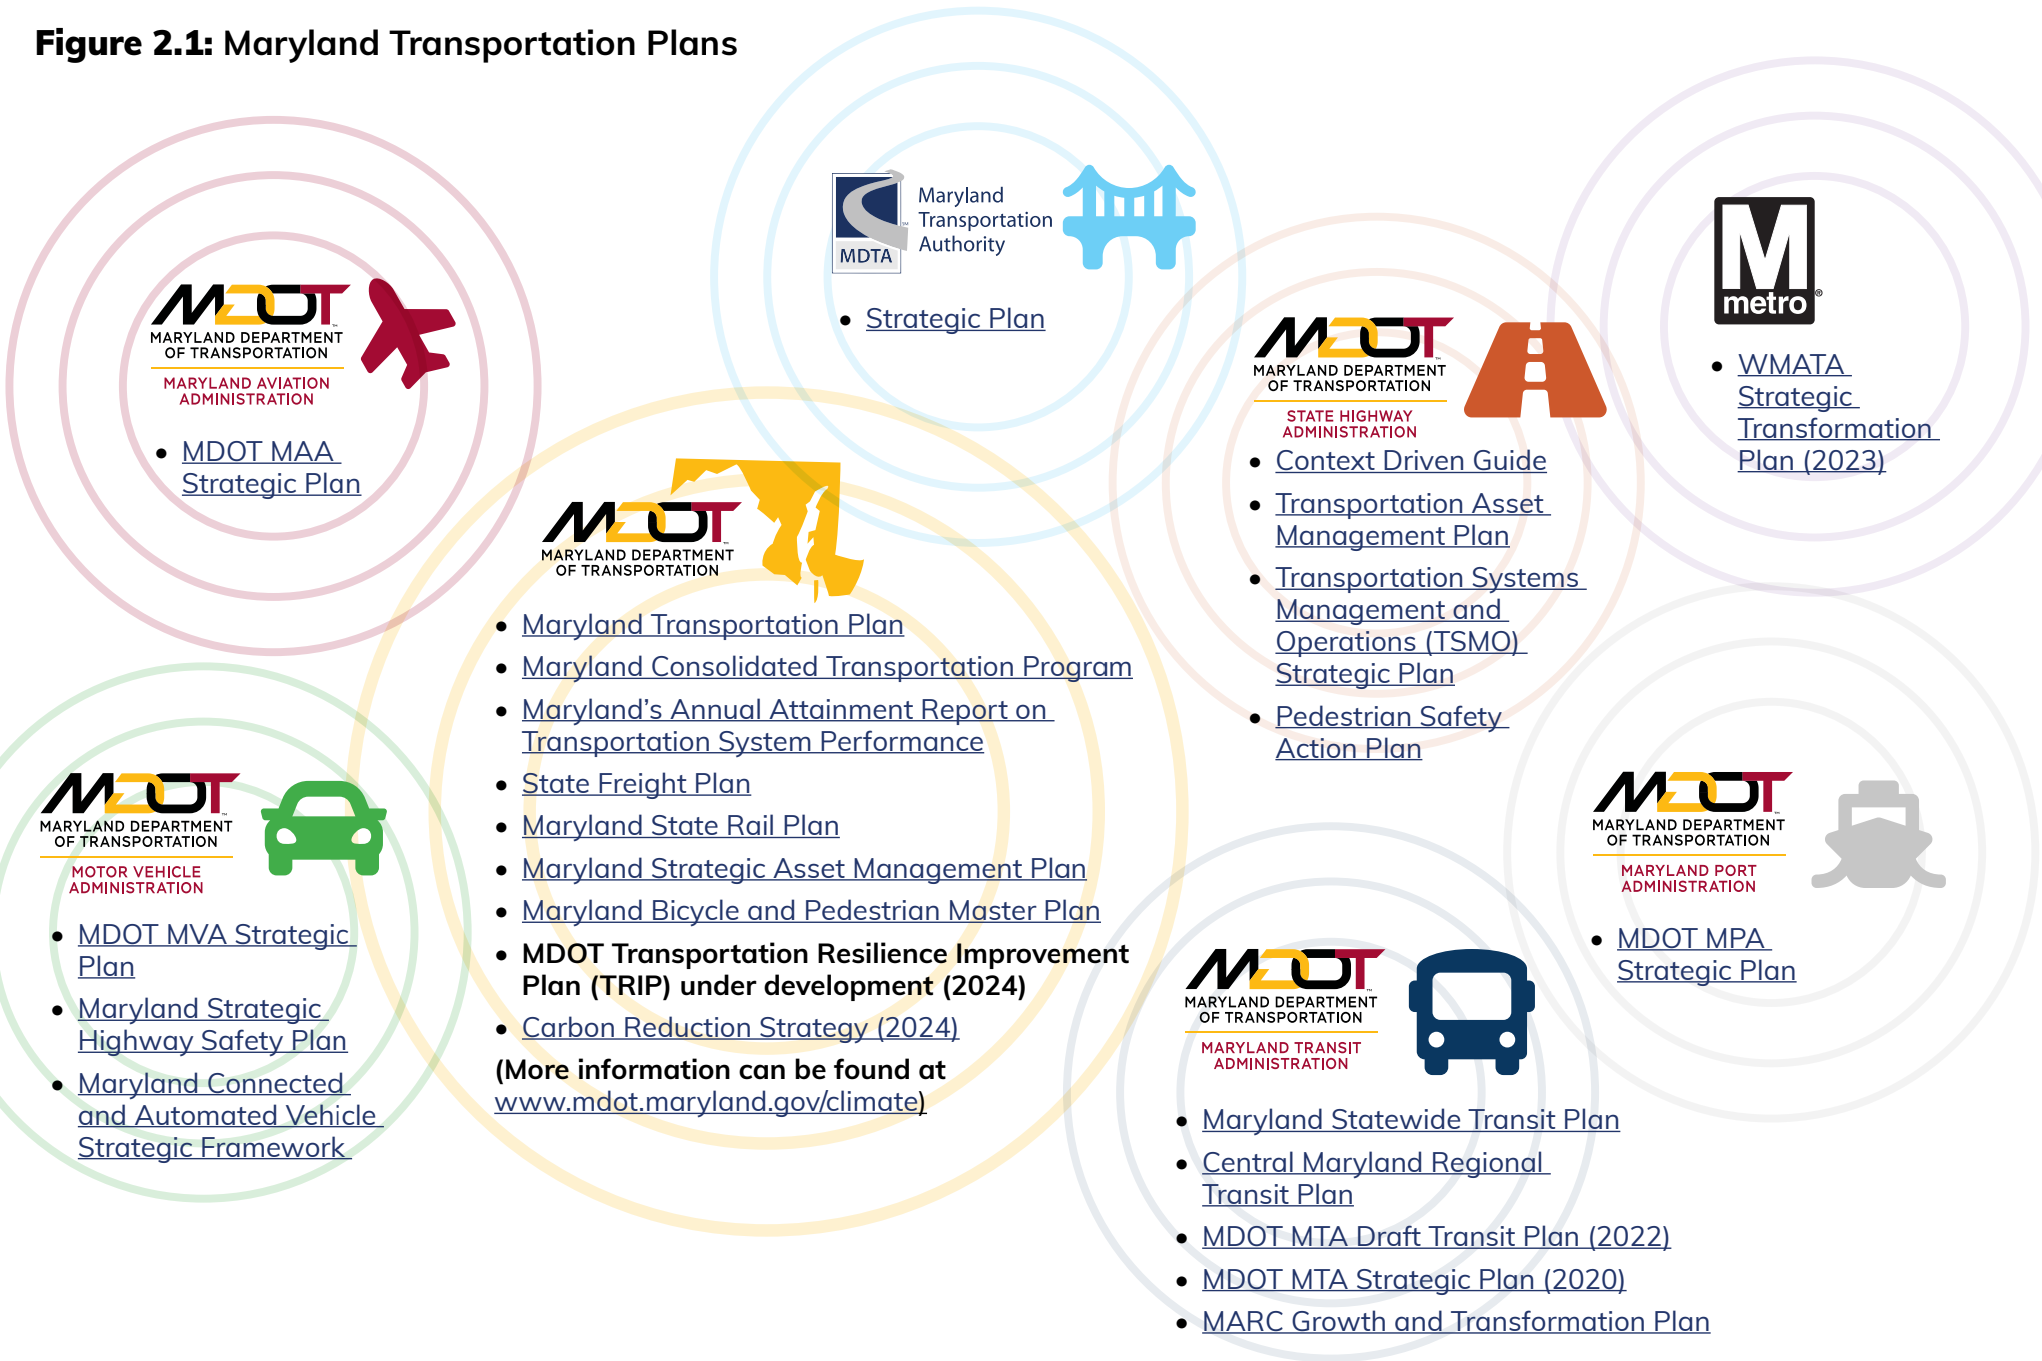 Figure 2.1: Maryland Transportation Plans
MDOT
MARYLAND DEPARTMENT
OF TRANSPORTATION
MARYLAND AVIATION
ADMINISTRATION
• MDOT MAA
Strategic Plan
MDTA
Maryland
Transportation
Authority
• Strategic Plan
MDOT
MARYLAND DEPARTMENT
OF TRANSPORTATION
STATE HIGHWAY
ADMINISTRATION
• Context Driven Guide
• Transportation Asset
Management Plan
• Transportation Systems
Management and
Operations (TSMO)
Strategic Plan
• Pedestrian Safety
Action Plan
M
metro®
• WMATA
Strategic
Transformation
Plan (2023)
MDOT
MARYLAND DEPARTMENT
OF TRANSPORTATION
• Maryland Transportation Plan
• Maryland Consolidated Transportation Program
• Maryland’s Annual Attainment Report on
Transportation System Performance
• State Freight Plan
• Maryland State Rail Plan
• Maryland Strategic Asset Management Plan
• Maryland Bicycle and Pedestrian Master Plan
• MDOT Transportation Resilience Improvement
Plan (TRIP) under development (2024)
• Carbon Reduction Strategy (2024)
(More information can be found at
www.mdot.maryland.gov/climate)
MDOT
MARYLAND DEPARTMENT
OF TRANSPORTATION
MOTOR VEHICLE
ADMINISTRATION
• MDOT MVA Strategic
Plan
• Maryland Strategic
Highway Safety Plan
• Maryland Connected
and Automated Vehicle
Strategic Framework
MDOT
MARYLAND DEPARTMENT
OF TRANSPORTATION
MARYLAND PORT
ADMINISTRATION
• MDOT MPA
Strategic Plan
MDOT
MARYLAND DEPARTMENT
OF TRANSPORTATION
MARYLAND TRANSIT
ADMINISTRATION
• Maryland Statewide Transit Plan
• Central Maryland Regional
Transit Plan
• MDOT MTA Draft Transit Plan (2022)
• MDOT MTA Strategic Plan (2020)
• MARC Growth and Transformation Plan